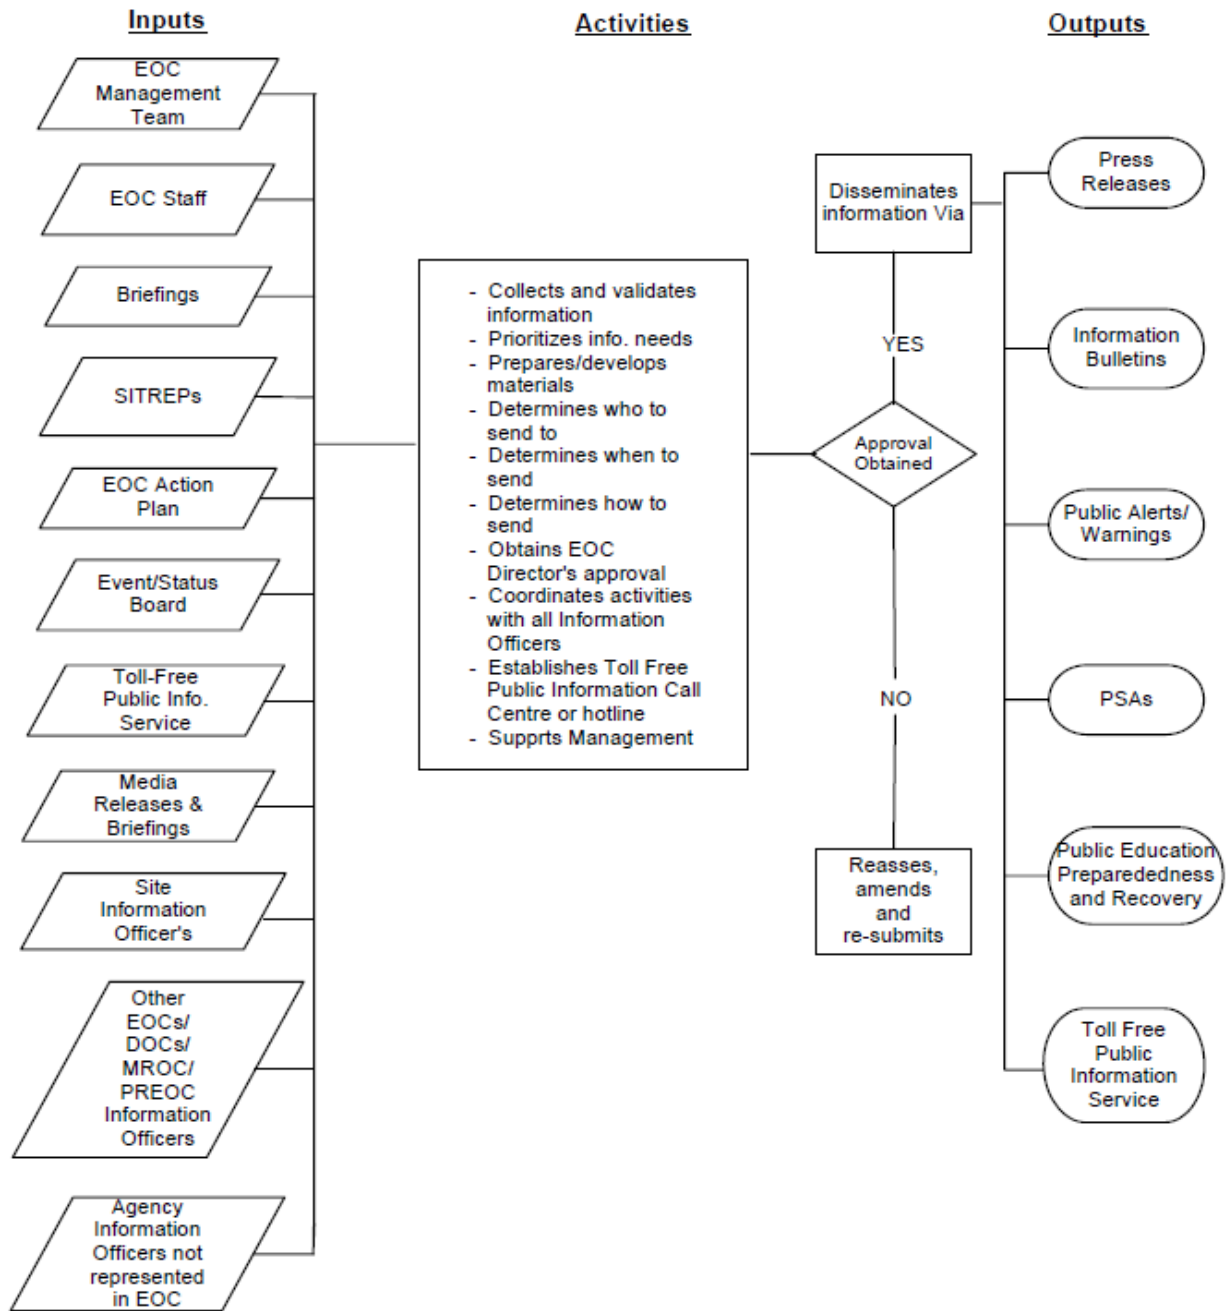 Inputs
Activities
Outputs
EOC
Management
Team
EOC Staff
Briefings
SITREPs
EOC Action
Plan
Event/Status
Board
Toll-Free
Public Info.
Service
Media
Releases &
Briefings
Site
Information
Officer's
Other
EOCs/
DOCs/
MROC/
PREOC
Information
Officers
Agency
Information
Officers not
represented
in EOC
- Collects and validates
information
- Prioritizes info. needs
- Prepares/develops
materials
- Determines who to
send to
- Determines when to
send
- Determines how to
send
- Obtains EOC
Director's approval
- Coordinates activities
with all Information
Officers
- Establishes Toll Free
Public Information Call
Centre or hotline
- Supprts Management
Disseminates
information Via
YES
Approval
Obtained
NO
Reasses,
amends
and
re-submits
Press
Releases
Information
Bulletins
Public Alerts/
Warnings
PSAs
Public Education
Preparededness
and Recovery
Toll Free
Public
Information
Service